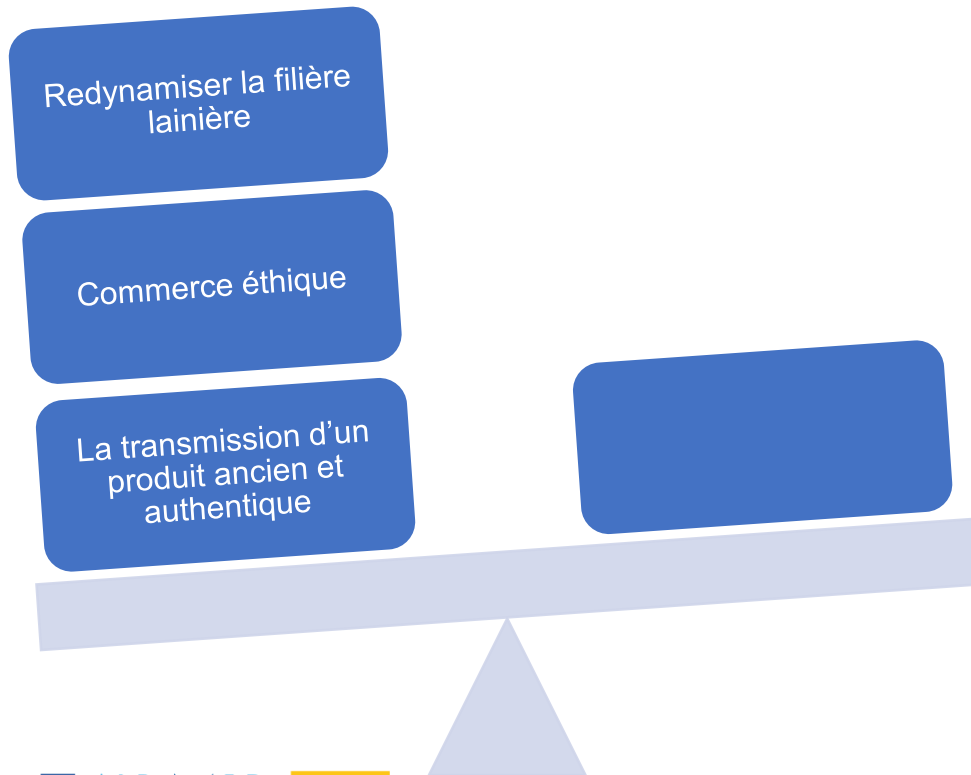 Redynamiser la filière
lainière
Commerce éthique
La transmission d’un
produit ancien et
authentique